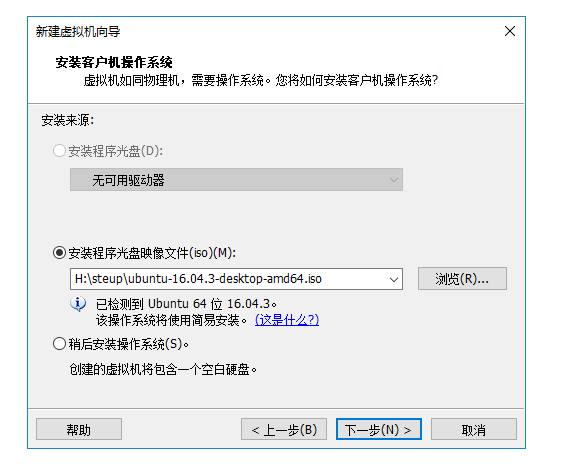 新建虚拟机向导
安装客户机操作系统
虚拟机如同物理机，需要操作系统。您将如何安装客户机操作系统?
安装来源:
安装程序光盘(D):
无可用驱动器
安装程序光盘映像文件(iso)(M):
H:\steup\ubuntu-16.04.3-desktop-amd64.iso
浏览(R)...
已检测到 Ubuntu 64 位 16.04.3。
该操作系统将使用简易安装。 (这是什么?)
稍后安装操作系统(S)。
创建的虚拟机将包含一个空白硬盘。
帮助
< 上一步(B)
下一步(N) >
取消